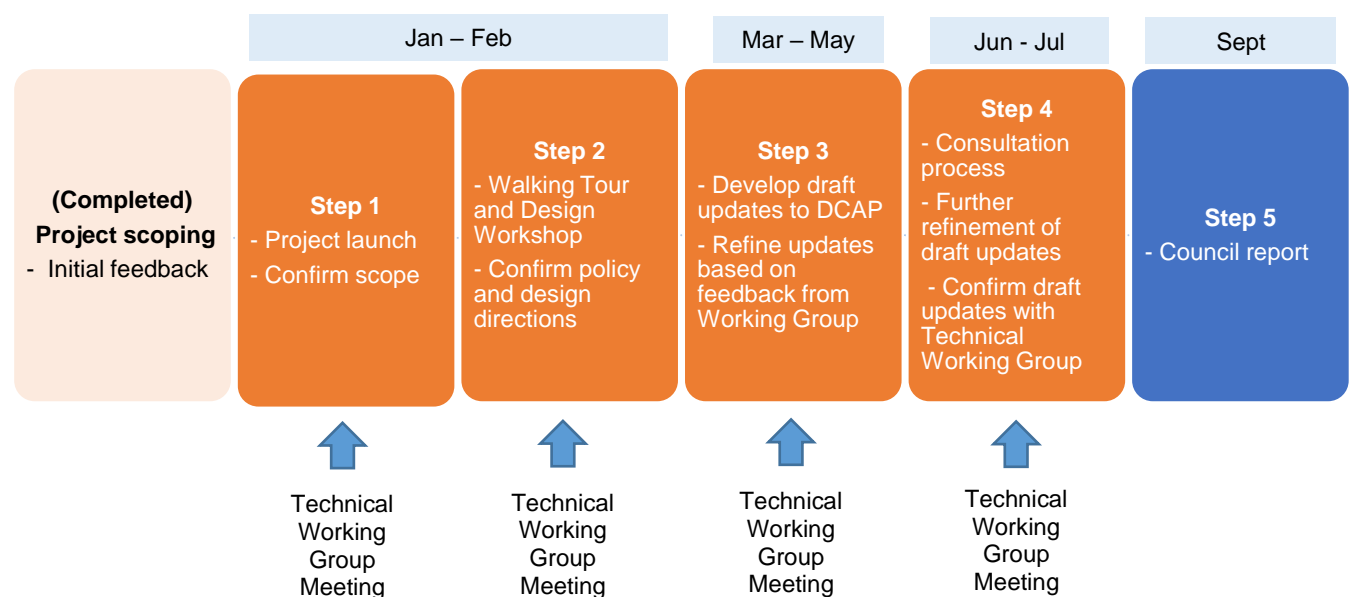 Jan – Feb
Mar – May
Jun - Jul
Sept
(Completed)
Project scoping
- Initial feedback
Step 1
- Project launch
- Confirm scope
Step 2
- Walking Tour
and Design
Workshop
- Confirm policy
and design
directions
Step 3
- Develop draft
updates to DCAP
- Refine updates
based on
feedback from
Working Group
Step 4
- Consultation
process
- Further
refinement of
draft updates
- Confirm draft
updates with
Technical
Working Group
Step 5
- Council report
Technical
Working
Group
Meeting
Technical
Working
Group
Meeting
Technical
Working
Group
Meeting
Technical
Working
Group
Meeting